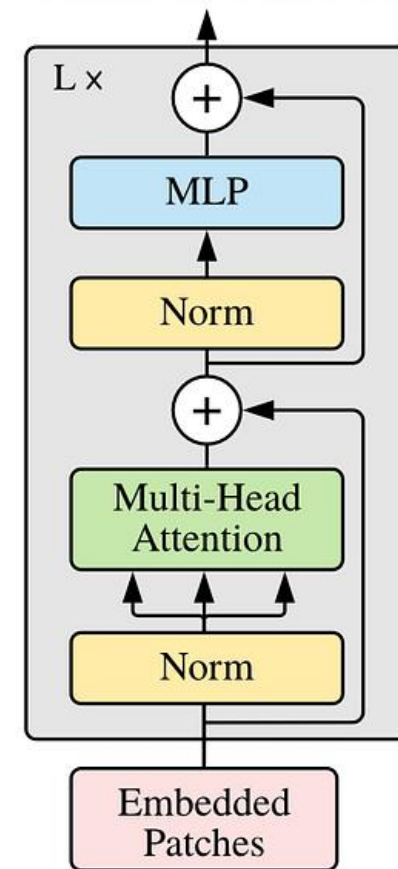 L ×
+
MLP
Norm
+
Multi-Head
Attention
Norm
Embedded
Patches